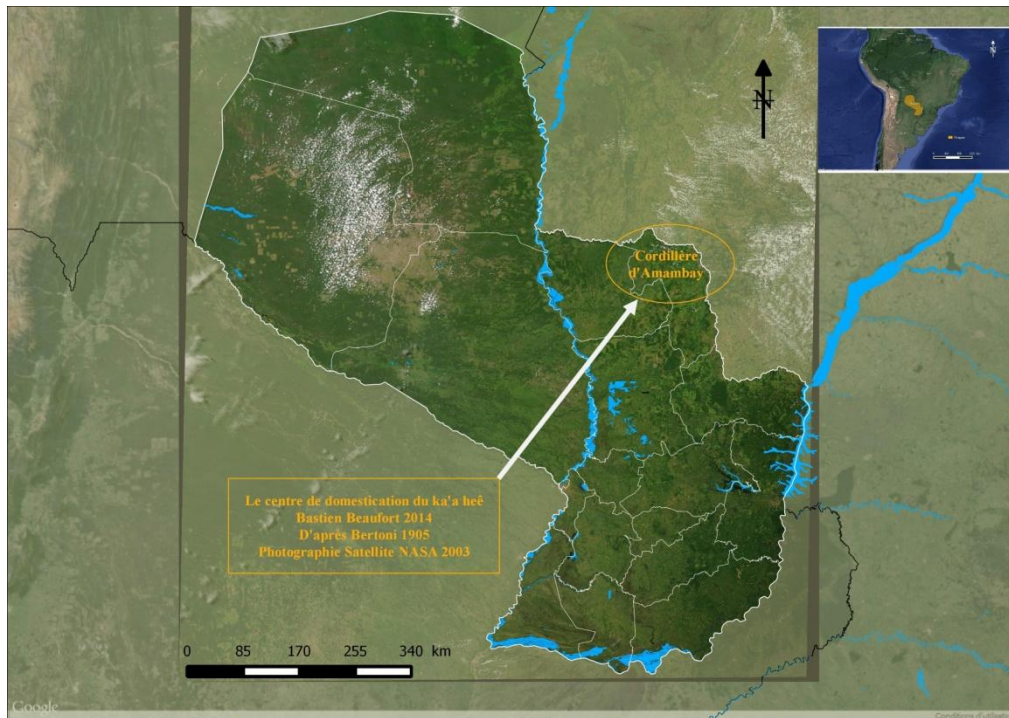 N
Cordillère
d'Amambay
Le centre de domestication du ka'a heê
Bastien Beaufort 2014
D'après Bertoni 1905
Photographie Satellite NASA 2003
0 85 170 255 340 km
Google